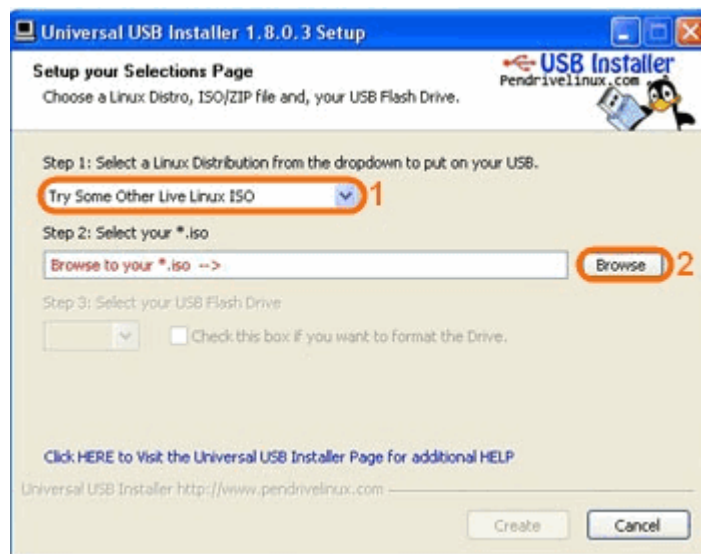 Universal USB Installer 1.8.0.3 Setup
Setup your Selections Page
Choose a Linux Distro, ISO/ZIP file and, your USB Flash Drive.
USB Installer
Pendrivelinux.com
Step 1: Select a Linux Distribution from the dropdown to put on your USB.
Try Some Other Live Linux ISO
1
Step 2: Select your *.iso
Browse to your *.iso -->
Browse
2
Step 3: Select your USB Flash Drive
Check this box if you want to format the Drive.
Click HERE to Visit the Universal USB Installer Page for additional HELP
Universal USB Installer http://www.pendrivelinux.com
Create
Cancel